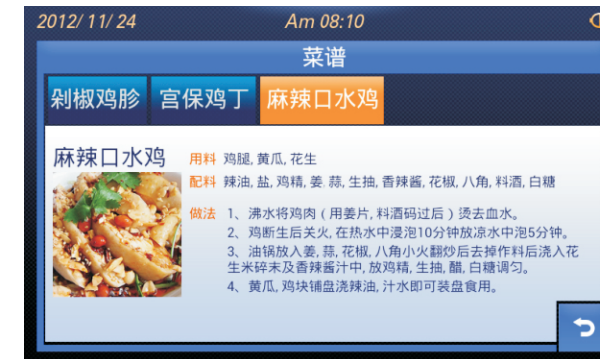 2012/11/24 Am 08:10
菜谱
剁椒鸡胗 宫保鸡丁 麻辣口水鸡
麻辣口水鸡
用料 鸡腿, 黄瓜, 花生
配料 辣油, 盐, 鸡精, 姜, 蒜, 生抽, 香辣酱, 花椒, 八角, 料酒, 白糖
做法 1、沸水将鸡肉(用姜片, 料酒码过后)烫去血水。
2、鸡断生后关火, 在热水中浸泡10分钟放凉水中泡5分钟。
3、油锅放入姜, 蒜, 花椒, 八角小火翻炒后去掉作料后浇入花
生米碎末及香辣酱汁中, 放鸡精, 生抽, 醋, 白糖调匀。
4、黄瓜, 鸡块铺盘浇辣油, 汁水即可装盘食用。